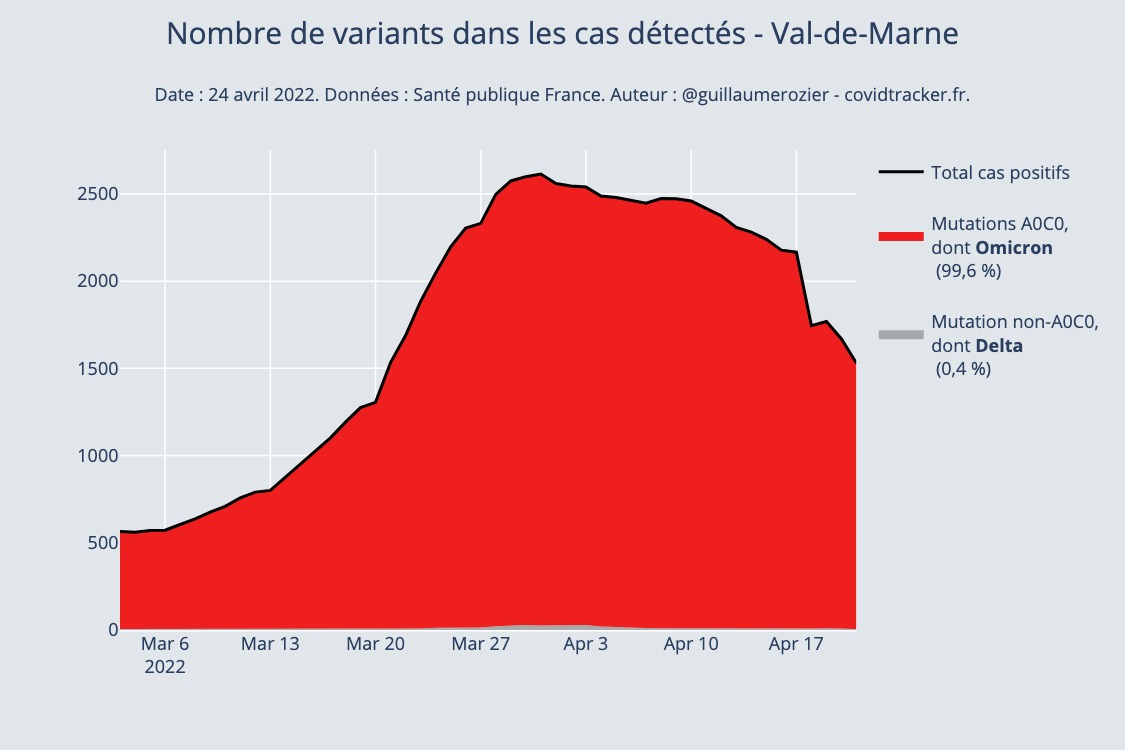 Nombre de variants dans les cas détectés - Val-de-Marne
Date : 24 avril 2022. Données : Santé publique France. Auteur : @guillaumerozier - covidtracker.fr.
Total cas positifs
Mutations A0C0,
dont Omicron
(99,6 %)
Mutation non-A0C0,
dont Delta
(0,4 %)
2500
2000
1500
1000
500
0
Mar 6 Mar 13 Mar 20 Mar 27 Apr 3 Apr 10 Apr 17
2022